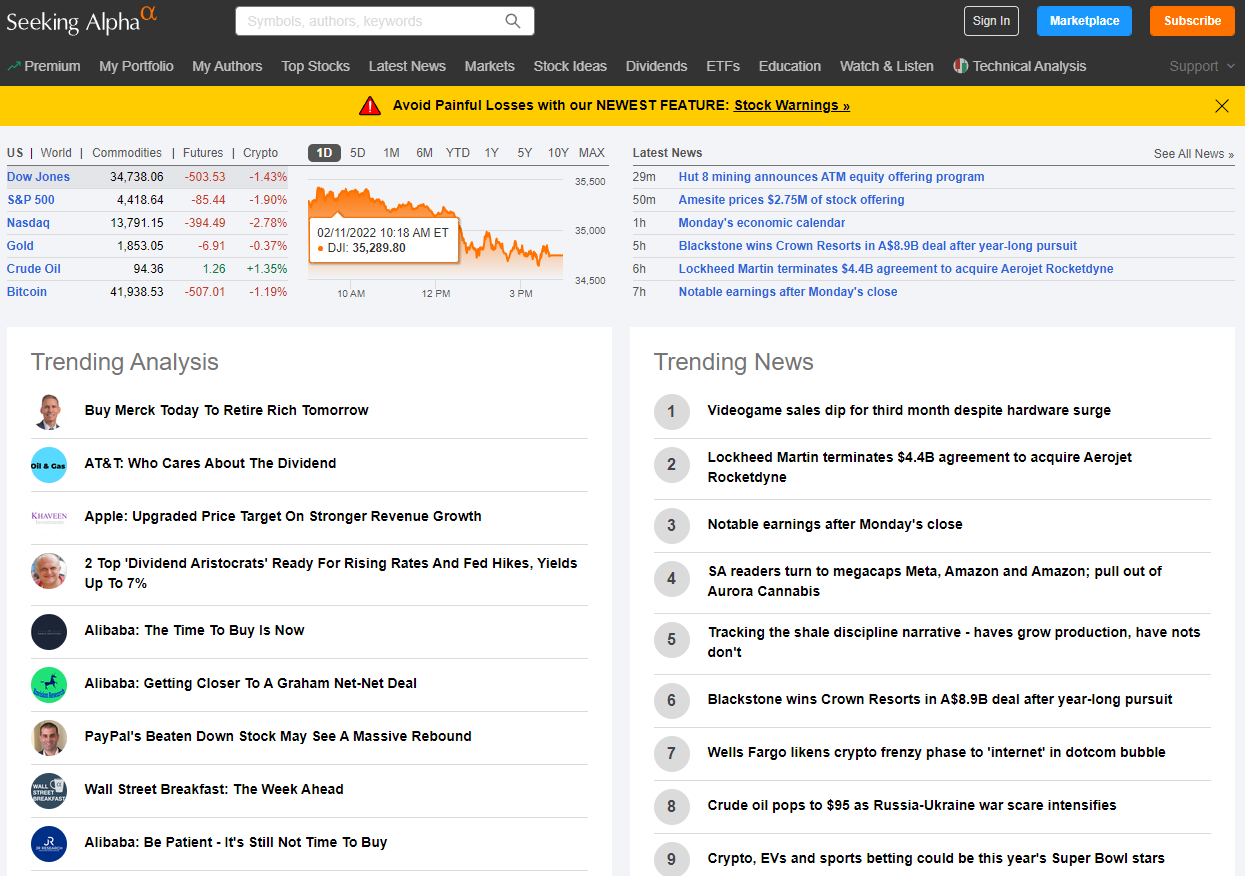 Seeking Alpha α
Symbols, authors, keywords
Sign In
Marketplace
Subscribe
Premium My Portfolio My Authors Top Stocks Latest News Markets Stock Ideas Dividends ETFs Education Watch & Listen Technical Analysis Support
Avoid Painful Losses with our NEWEST FEATURE: Stock Warnings »
US | World | Commodities | Futures | Crypto
Dow Jones 34,738.06 -503.53 -1.43%
S&P 500 4,418.64 -85.44 -1.90%
Nasdaq 13,791.15 -394.49 -2.78%
Gold 1,853.05 -6.91 -0.37%
Crude Oil 94.36 1.26 +1.35%
Bitcoin 41,938.53 -507.01 -1.19%
1D 5D 1M 6M YTD 1Y 5Y 10Y MAX
35,500
35,000
34,500
02/11/2022 10:18 AM ET
DJI: 35,289.80
10 AM 12 PM 3 PM
Latest News
See All News »
29m Hut 8 mining announces ATM equity offering program
50m Amesite prices $2.75M of stock offering
1h Monday's economic calendar
5h Blackstone wins Crown Resorts in A$8.9B deal after year-long pursuit
6h Lockheed Martin terminates $4.4B agreement to acquire Aerojet Rocketdyne
7h Notable earnings after Monday's close
Trending Analysis
Buy Merck Today To Retire Rich Tomorrow
Oil & Gas
AT&T: Who Cares About The Dividend
KHAVEEN
Apple: Upgraded Price Target On Stronger Revenue Growth
2 Top 'Dividend Aristocrats' Ready For Rising Rates And Fed Hikes, Yields
Up To 7%
Alibaba: The Time To Buy Is Now
Alibaba: Getting Closer To A Graham Net-Net Deal
PayPal's Beaten Down Stock May See A Massive Rebound
WALL
STREET
BREAKFAST
Wall Street Breakfast: The Week Ahead
JR
JR RESEARCH
Alibaba: Be Patient - It's Still Not Time To Buy
Trending News
1 Videogame sales dip for third month despite hardware surge
2 Lockheed Martin terminates $4.4B agreement to acquire Aerojet
Rocketdyne
3 Notable earnings after Monday's close
4 SA readers turn to megacaps Meta, Amazon and Amazon; pull out of
Aurora Cannabis
5 Tracking the shale discipline narrative - haves grow production, have nots
don't
6 Blackstone wins Crown Resorts in A$8.9B deal after year-long pursuit
7 Wells Fargo likens crypto frenzy phase to 'internet' in dotcom bubble
8 Crude oil pops to $95 as Russia-Ukraine war scare intensifies
9 Crypto, EVs and sports betting could be this year's Super Bowl stars